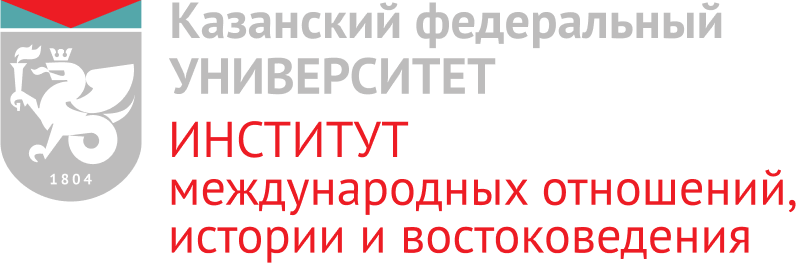 Казанский федеральный
УНИВЕРСИТЕТ
ИНСТИТУТ
международных отношений,
истории и востоковедения
1804